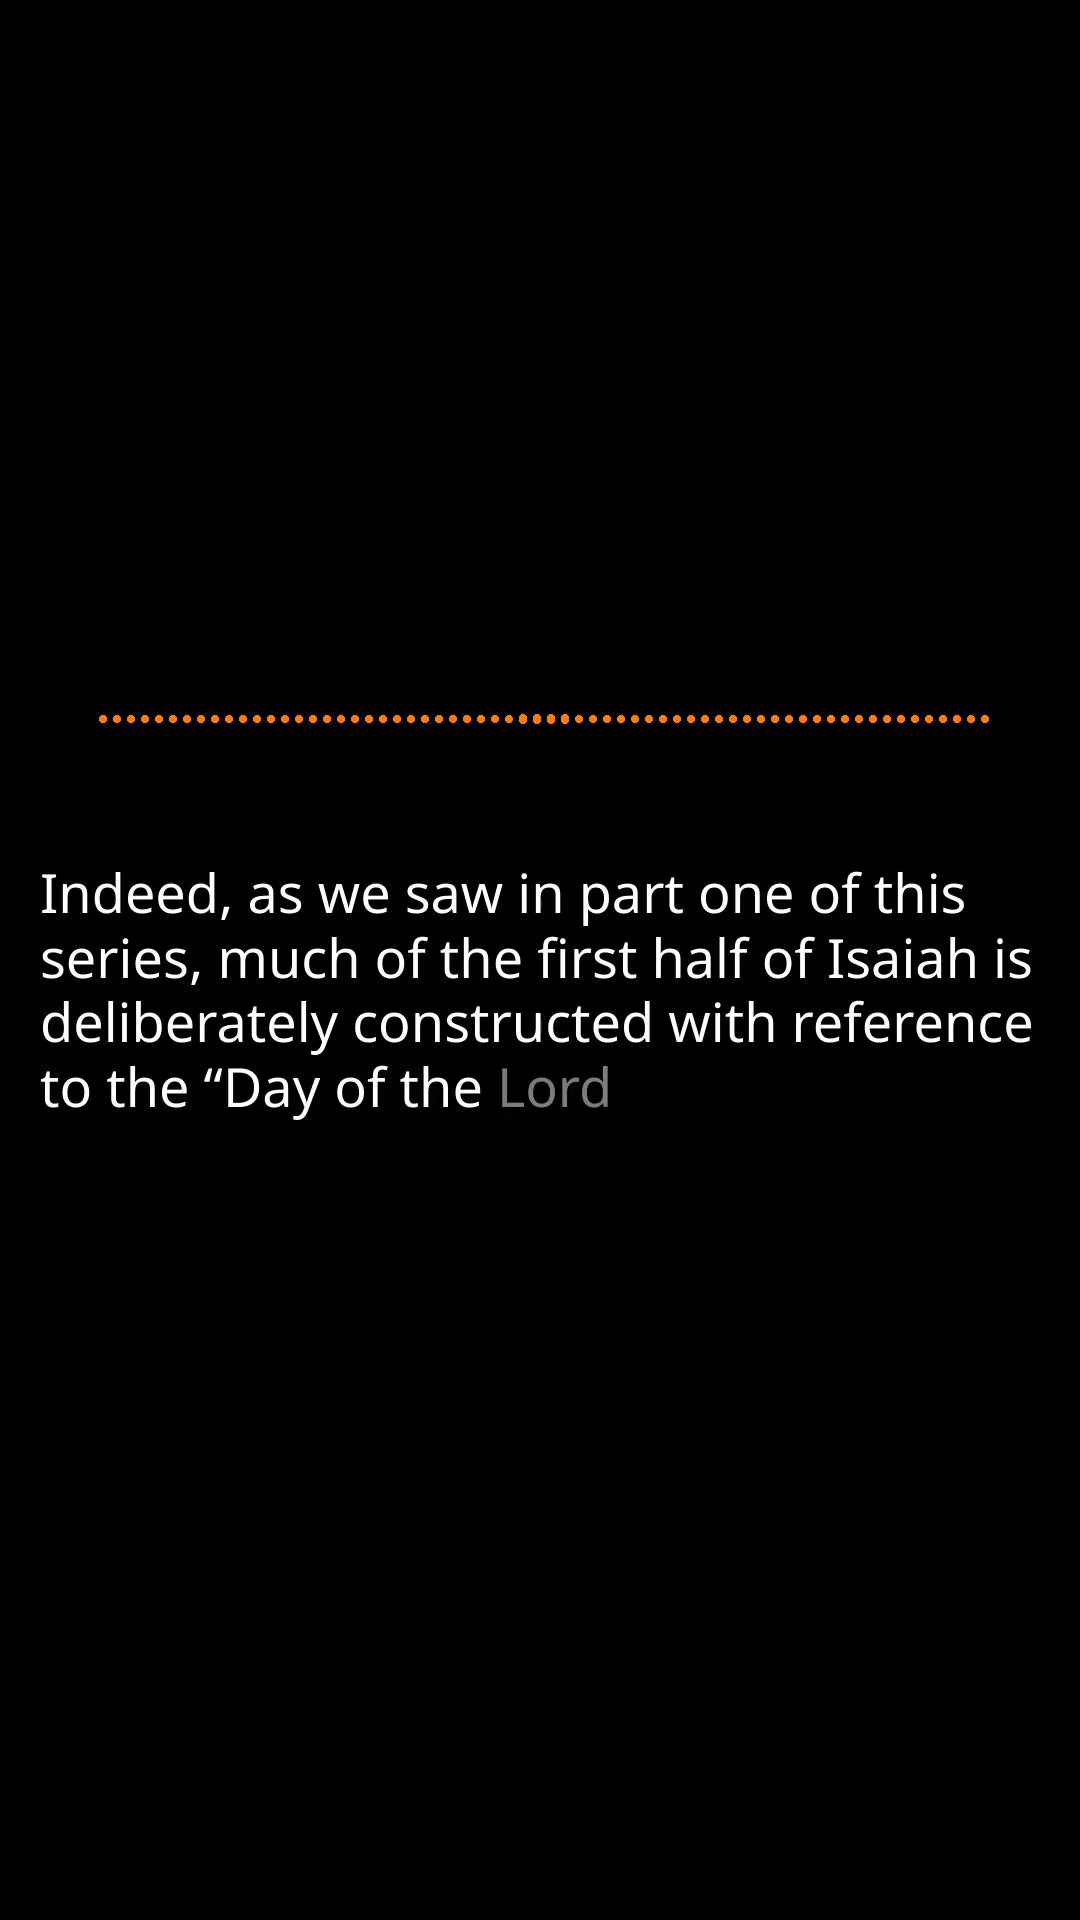 Indeed, as we saw in part one of this
series, much of the first half of Isaiah is
deliberately constructed with reference
to the “Day of the Lord